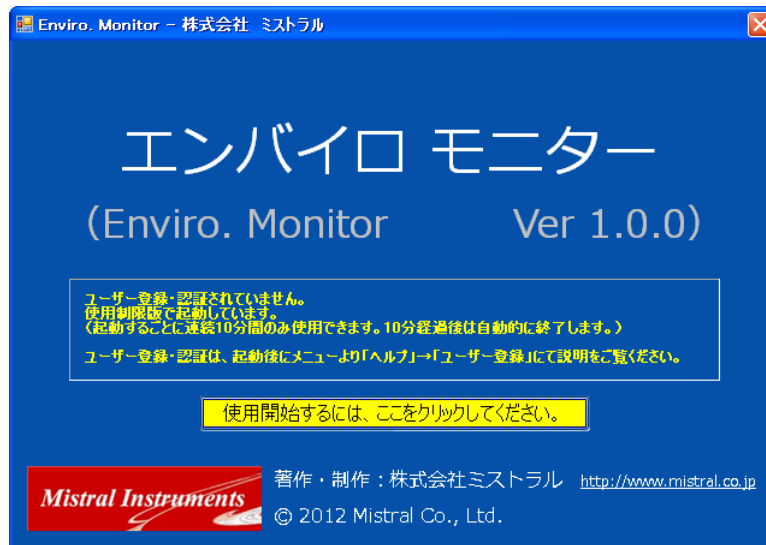 Enviro. Monitor - 株式会社 ミストラル
エンバイロ モニター
(Enviro. Monitor Ver 1.0.0)
ユーザー登録・認証されていません。
使用制限版で起動しています。
(起動するごとに連続10分間のみ使用できます。10分経過後は自動的に終了します。)
ユーザー登録・認証は、起動後にメニューより「ヘルプ」→「ユーザー登録」にて説明をご覧ください。
使用開始するには、ここをクリックしてください。
Mistral Instruments
著作・制作:株式会社ミストラル http://www.mistral.co.jp
© 2012 Mistral Co., Ltd.